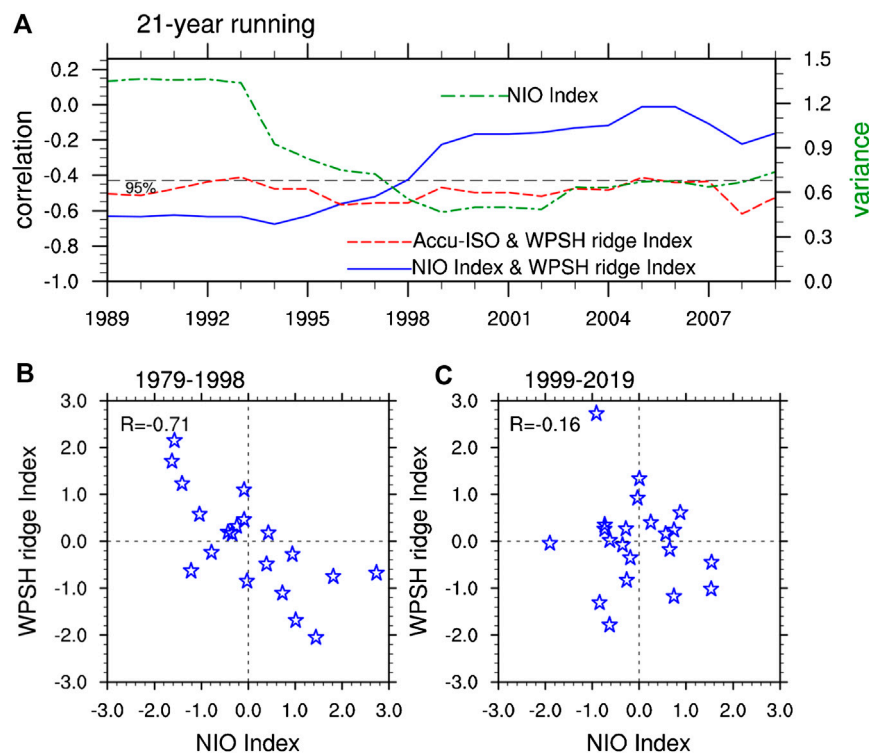 A
21-year running
0.2
0.0
-0.2
-0.4
-0.6
-0.8
-1.0
correlation
1.5
1.2
0.9
0.6
0.3
0.0
variance
NIO Index
95%
Accu-ISO & WPSH ridge Index
NIO Index & WPSH ridge Index
1989 1992 1995 1998 2001 2004 2007
B
1979-1998
R=-0.71
3.0
2.0
1.0
0.0
-1.0
-2.0
-3.0
WPSH ridge Index
-3.0 -2.0 -1.0 0.0 1.0 2.0 3.0
NIO Index
C
1999-2019
R=-0.16
3.0
2.0
1.0
0.0
-1.0
-2.0
-3.0
WPSH ridge Index
-3.0 -2.0 -1.0 0.0 1.0 2.0 3.0
NIO Index